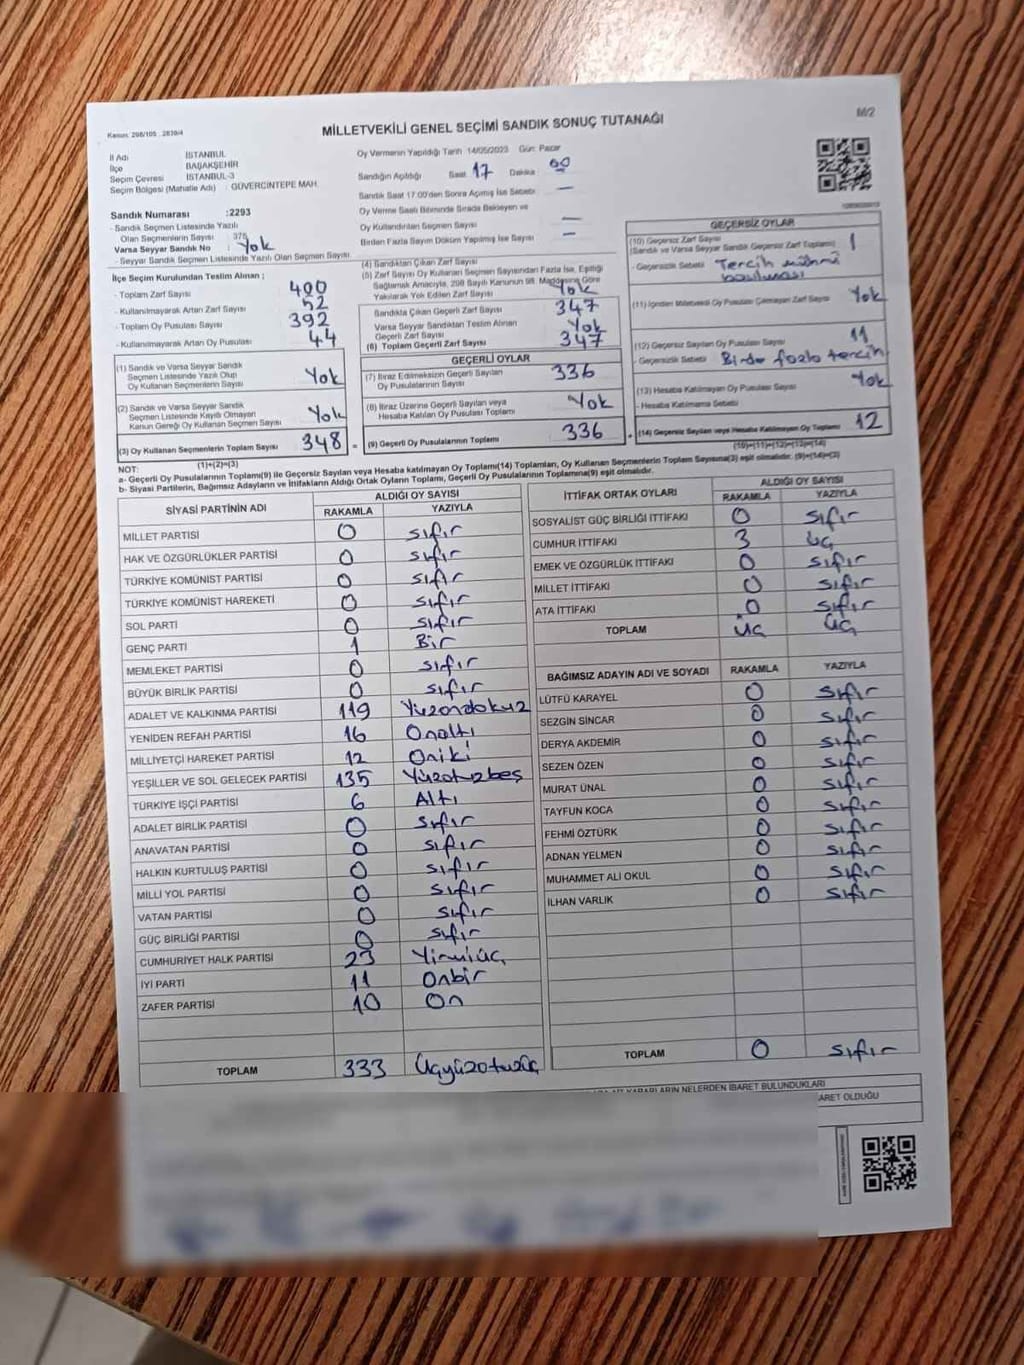 Kanun: 298/105 , 2839/4
MİLLETVEKİLİ GENEL SEÇİMİ SANDIK SONUÇ TUTANAĞI
M/2
İl Adı İSTANBUL
İlçe BAŞAKŞEHİR
Seçim Çevresi İSTANBUL-3
Seçim Bölgesi (Mahalle Adı) : GÜVERCİNTEPE MAH.
Oy Vermenin Yapıldığı Tarih 14/05/2023 Gün: Pazar
Sandığın Açıldığı Saat 17 Dakika 00
Sandık Saat 17:00'den Sonra Açılmış İse Sebebi —
Oy Verme Saati Bitiminde Sırada Bekleyen ve
Oy Kullandırılan Seçmen Sayısı —
Birden Fazla Sayım Döküm Yapılmış İse Sayısı —
Sandık Numarası :2293
- Sandık Seçmen Listesinde Yazılı
Olan Seçmenlerin Sayısı : 375
Varsa Seyyar Sandık No : Yok
- Seyyar Sandık Seçmen Listesinde Yazılı Olan Seçmen Sayısı
İlçe Seçim Kurulundan Teslim Alınan ;
- Toplam Zarf Sayısı 400
- Kullanılmayarak Artan Zarf Sayısı 52
- Toplam Oy Pusulası Sayısı 392
- Kullanılmayarak Artan Oy Pusulası 44
(1) Sandık ve Varsa Seyyar Sandık
Seçmen Listesinde Yazılı Olup
Oy Kullanan Seçmenlerin Sayısı Yok
(2) Sandık ve Varsa Seyyar Sandık
Seçmen Listesinde Kaydı Olmayan
Kanun Gereği Oy Kullanan Seçmen Sayısı Yok
(3) Oy Kullanan Seçmenlerin Toplam Sayısı 348 =
(1)+(2)=(3)
(4) Sandıktan Çıkan Zarf Sayısı
(5) Zarf Sayısı Oy Kullanan Seçmen Sayısından Fazla İse, Eşitliği
Sağlamak Amacıyla, 298 Sayılı Kanunun 98. Maddesine Göre
Yakılarak Yok Edilen Zarf Sayısı Yok
Sandıkta Çıkan Geçerli Zarf Sayısı 347
Varsa Seyyar Sandıktan Teslim Alınan
Geçerli Zarf Sayısı Yok
(6) Toplam Geçerli Zarf Sayısı 347
GEÇERLİ OYLAR
(7) İtiraz Edilmeksizin Geçerli Sayılan
Oy Pusulalarının Sayısı 336
(8) İtiraz Üzerine Geçerli Sayılan veya
Hesaba Katılan Oy Pusulası Toplamı Yok
(9) Geçerli Oy Pusulalarının Toplamı 336 +
GEÇERSİZ OYLAR
(10) Geçersiz Zarf Sayısı
(Sandık ve Varsa Seyyar Sandık Geçersiz Zarf Toplamı) 1
- Geçersizlik Sebebi Tercih mührü
basılması
(11) İçinden Milletvekili Oy Pusulası Çıkmayan Zarf Sayısı Yok
(12) Geçersiz Sayılan Oy Pusulası Sayısı 11
- Geçersizlik Sebebi Birde fazla tercih
(13) Hesaba Katılmayan Oy Pusulası Sayısı Yok
- Hesaba Katılmama Sebebi
(14) Geçersiz Sayılan veya Hesaba Katılmayan Oy Toplamı 12
(10)+(11)+(12)+(13)=(14)
NOT:
a- Geçerli Oy Pusulalarının Toplamı(9) ile Geçersiz Sayılan veya Hesaba katılmayan Oy Toplamı(14) Toplamları, Oy Kullanan Seçmenlerin Toplam Sayısına(3) eşit olmalıdır. (9)+(14)=(3)
b- Siyasi Partilerin, Bağımsız Adayların ve İttifakların Aldığı Ortak Oyların Toplamı, Geçerli Oy Pusulalarının Toplamına(9) eşit olmalıdır.
SİYASİ PARTİNİN ADI ALDIĞI OY SAYISI
RAKAMLA YAZIYLA
MİLLET PARTİSİ 0 sıfır
HAK VE ÖZGÜRLÜKLER PARTİSİ 0 sıfır
TÜRKİYE KOMÜNİST PARTİSİ 0 sıfır
TÜRKİYE KOMÜNİST HAREKETİ 0 sıfır
SOL PARTİ 0 sıfır
GENÇ PARTİ 1 Bir
MEMLEKET PARTİSİ 0 sıfır
BÜYÜK BİRLİK PARTİSİ 0 sıfır
ADALET VE KALKINMA PARTİSİ 119 Yüzondokuz
YENİDEN REFAH PARTİSİ 16 Onaltı
MİLLİYETÇİ HAREKET PARTİSİ 12 Oniki
YEŞİLLER VE SOL GELECEK PARTİSİ 135 Yüzotuzbeş
TÜRKİYE İŞÇİ PARTİSİ 6 Altı
ADALET BİRLİK PARTİSİ 0 sıfır
ANAVATAN PARTİSİ 0 sıfır
HALKIN KURTULUŞ PARTİSİ 0 sıfır
MİLLİ YOL PARTİSİ 0 sıfır
VATAN PARTİSİ 0 sıfır
GÜÇ BİRLİĞİ PARTİSİ 0 sıfır
CUMHURİYET HALK PARTİSİ 23 Yirmiüç
İYİ PARTİ 11 Onbir
ZAFER PARTİSİ 10 On
TOPLAM 333 Üçyüzotuzüç
İTTİFAK ORTAK OYLARI ALDIĞI OY SAYISI
RAKAMLA YAZIYLA
SOSYALİST GÜÇ BİRLİĞİ İTTİFAKI 0 sıfır
CUMHUR İTTİFAKI 3 üç
EMEK VE ÖZGÜRLÜK İTTİFAKI 0 sıfır
MİLLET İTTİFAKI 0 sıfır
ATA İTTİFAKI 0 sıfır
TOPLAM üç üç
BAĞIMSIZ ADAYIN ADI VE SOYADI RAKAMLA YAZIYLA
LÜTFÜ KARAYEL 0 sıfır
SEZGİN SİNCAR 0 sıfır
DERYA AKDEMİR 0 sıfır
SEZEN ÖZEN 0 sıfır
MURAT ÜNAL 0 sıfır
TAYFUN KOCA 0 sıfır
FEHMİ ÖZTÜRK 0 sıfır
ADNAN YELMEN 0 sıfır
MUHAMMET ALİ OKUL 0 sıfır
İLHAN VARLIK 0 sıfır
TOPLAM 0 sıfır
NELERDEN İBARET BULUNDUKLARI
OLDUĞU